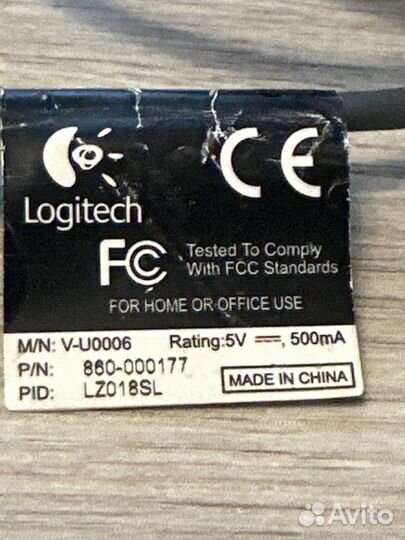 Logitech
CE
FC Tested To Comply
With FCC Standards
FOR HOME OR OFFICE USE
M/N: V-U0006 Rating:5V ⎓, 500mA
P/N: 860-000177
PID: LZ018SL MADE IN CHINA
Avito